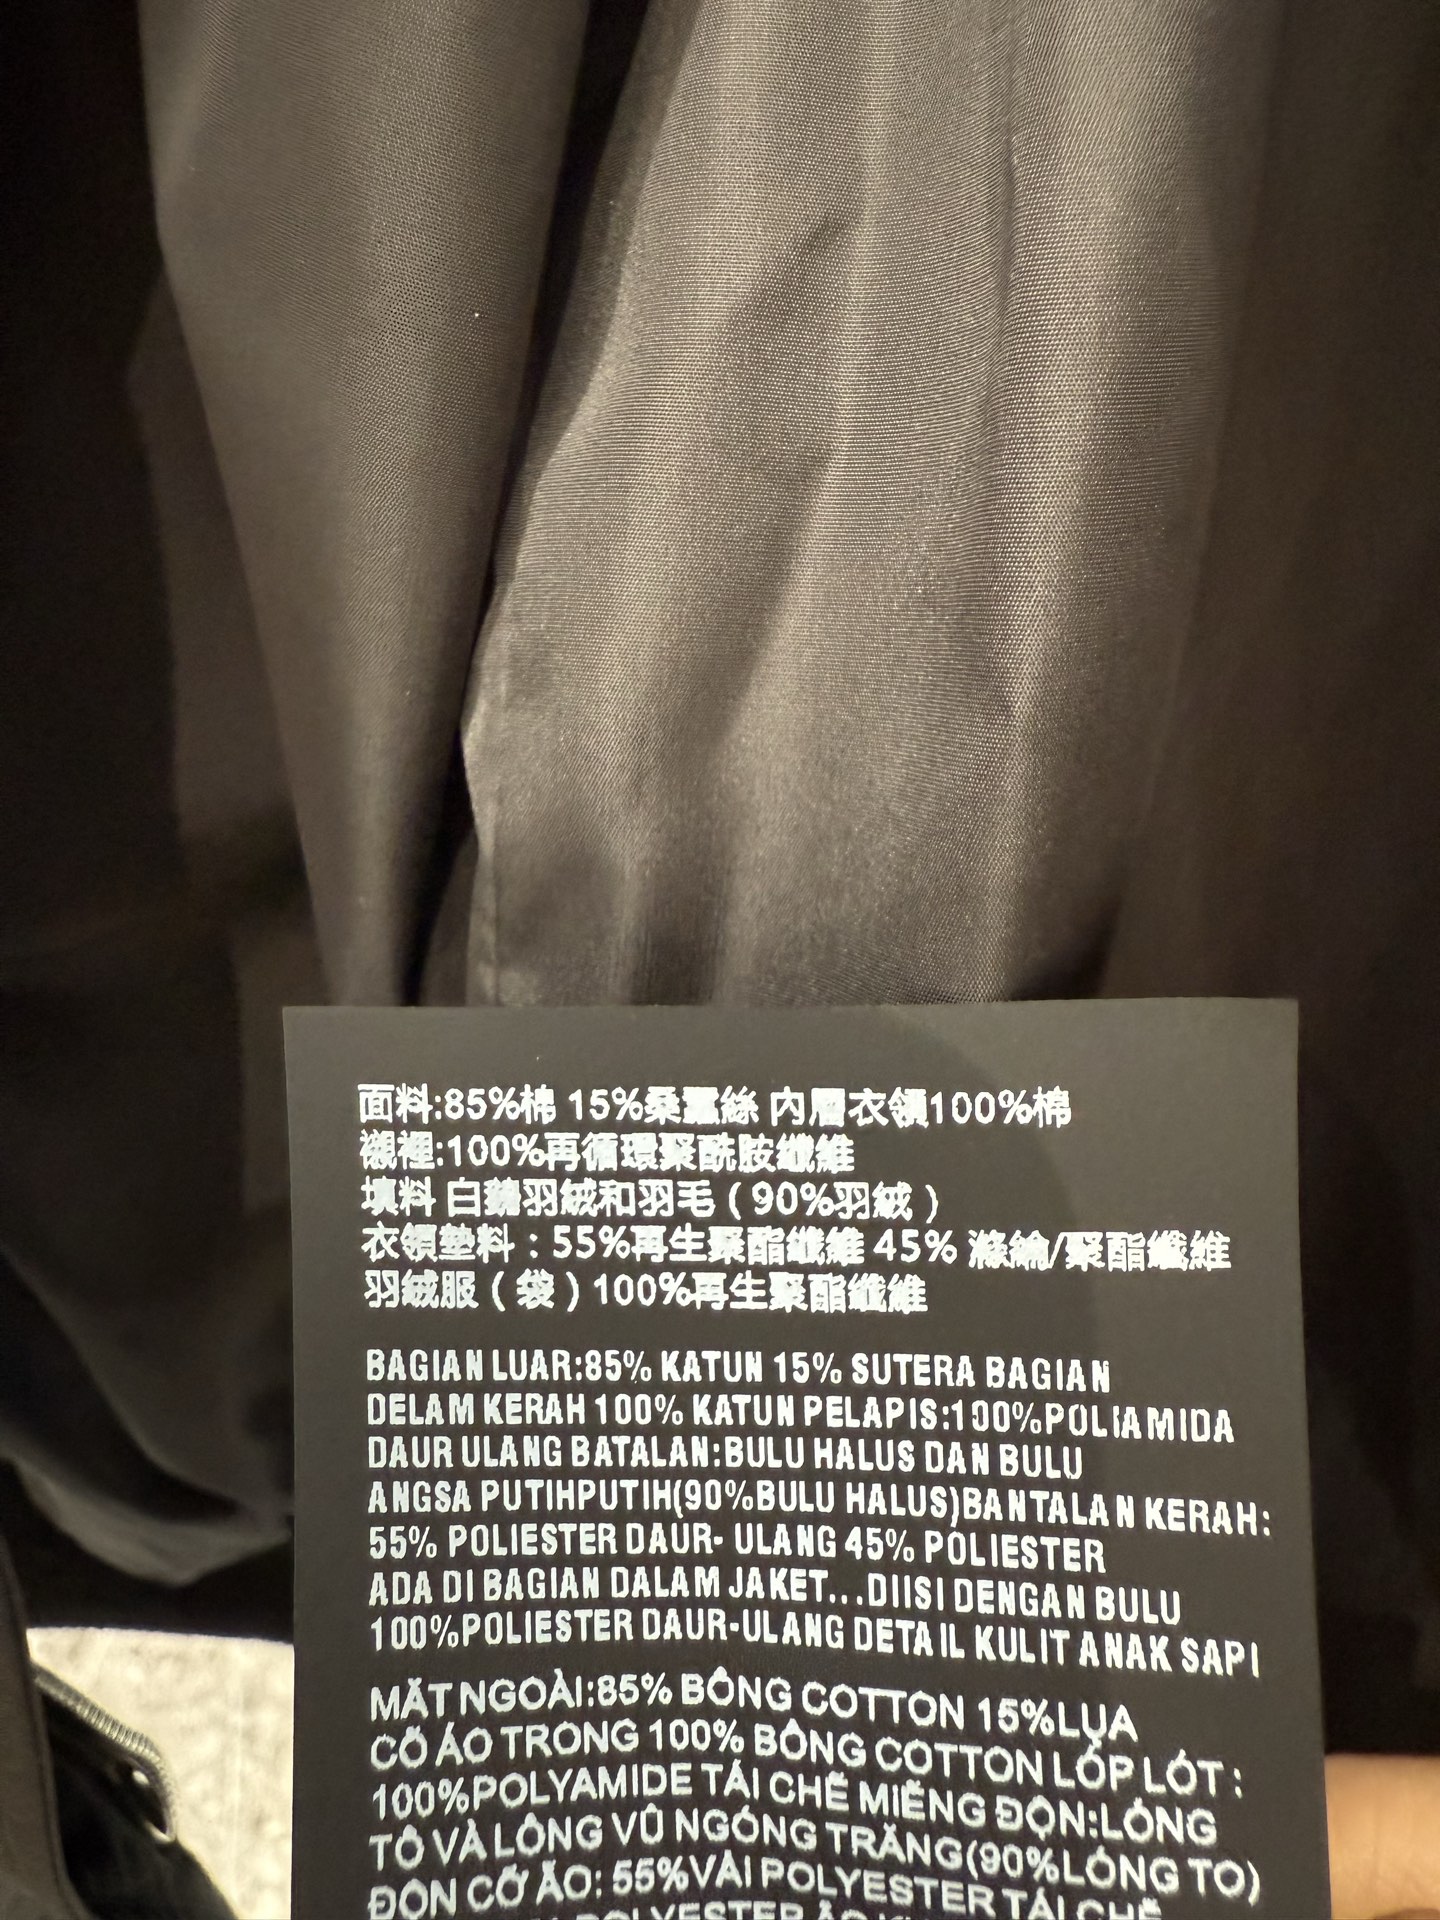 面料:85%棉 15%桑蠶絲 內層衣領100%棉
襯裡:100%再循環聚酰胺纖維
填料 白鵝羽絨和羽毛 ( 90%羽絨 )
衣領墊料 : 55%再生聚酯纖維 45% 滌綸/聚酯纖維
羽絨服 ( 袋 ) 100%再生聚酯纖維
BAGIAN LUAR:85% KATUN 15% SUTERA BAGIAN
DELAM KERAH 100% KATUN PELAPIS:100%POLIAMIDA
DAUR ULANG BATALAN:BULU HALUS DAN BULU
ANGSA PUTIHPUTIH(90%BULU HALUS)BANTALAN KERAH:
55% POLIESTER DAUR- ULANG 45% POLIESTER
ADA DI BAGIAN DALAM JAKET...DIISI DENGAN BULU
100%POLIESTER DAUR-ULANG DETAIL KULIT ANAK SAPI
MẶT NGOÀI:85% BÔNG COTTON 15%LỤA
CỖ ÁO TRONG 100% BÔNG COTTON LỚP LÓT :
100%POLYAMIDE TÁI CHẾ MIẾNG ĐỘN:LÔNG
TƠ VÀ LÔNG VŨ NGỖNG TRẮNG(90%LÔNG TƠ)
ĐỘN CỔ ÁO: 55%VẢI POLYESTER TÁI CHẾ
POLYESTER